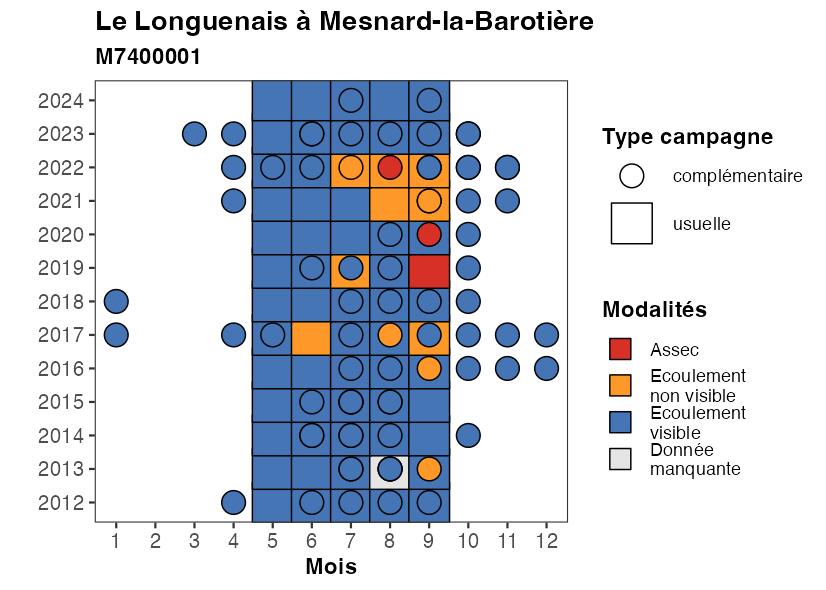 Le Longuenais à Mesnard-la-Barotière
M7400001
2024
2023
2022
2021
2020
2019
2018
2017
2016
2015
2014
2013
2012
1 2 3 4 5 6 7 8 9 10 11 12
Mois
Type campagne
complémentaire
usuelle
Modalités
Assec
Ecoulement
non visible
Ecoulement
visible
Donnée
manquante